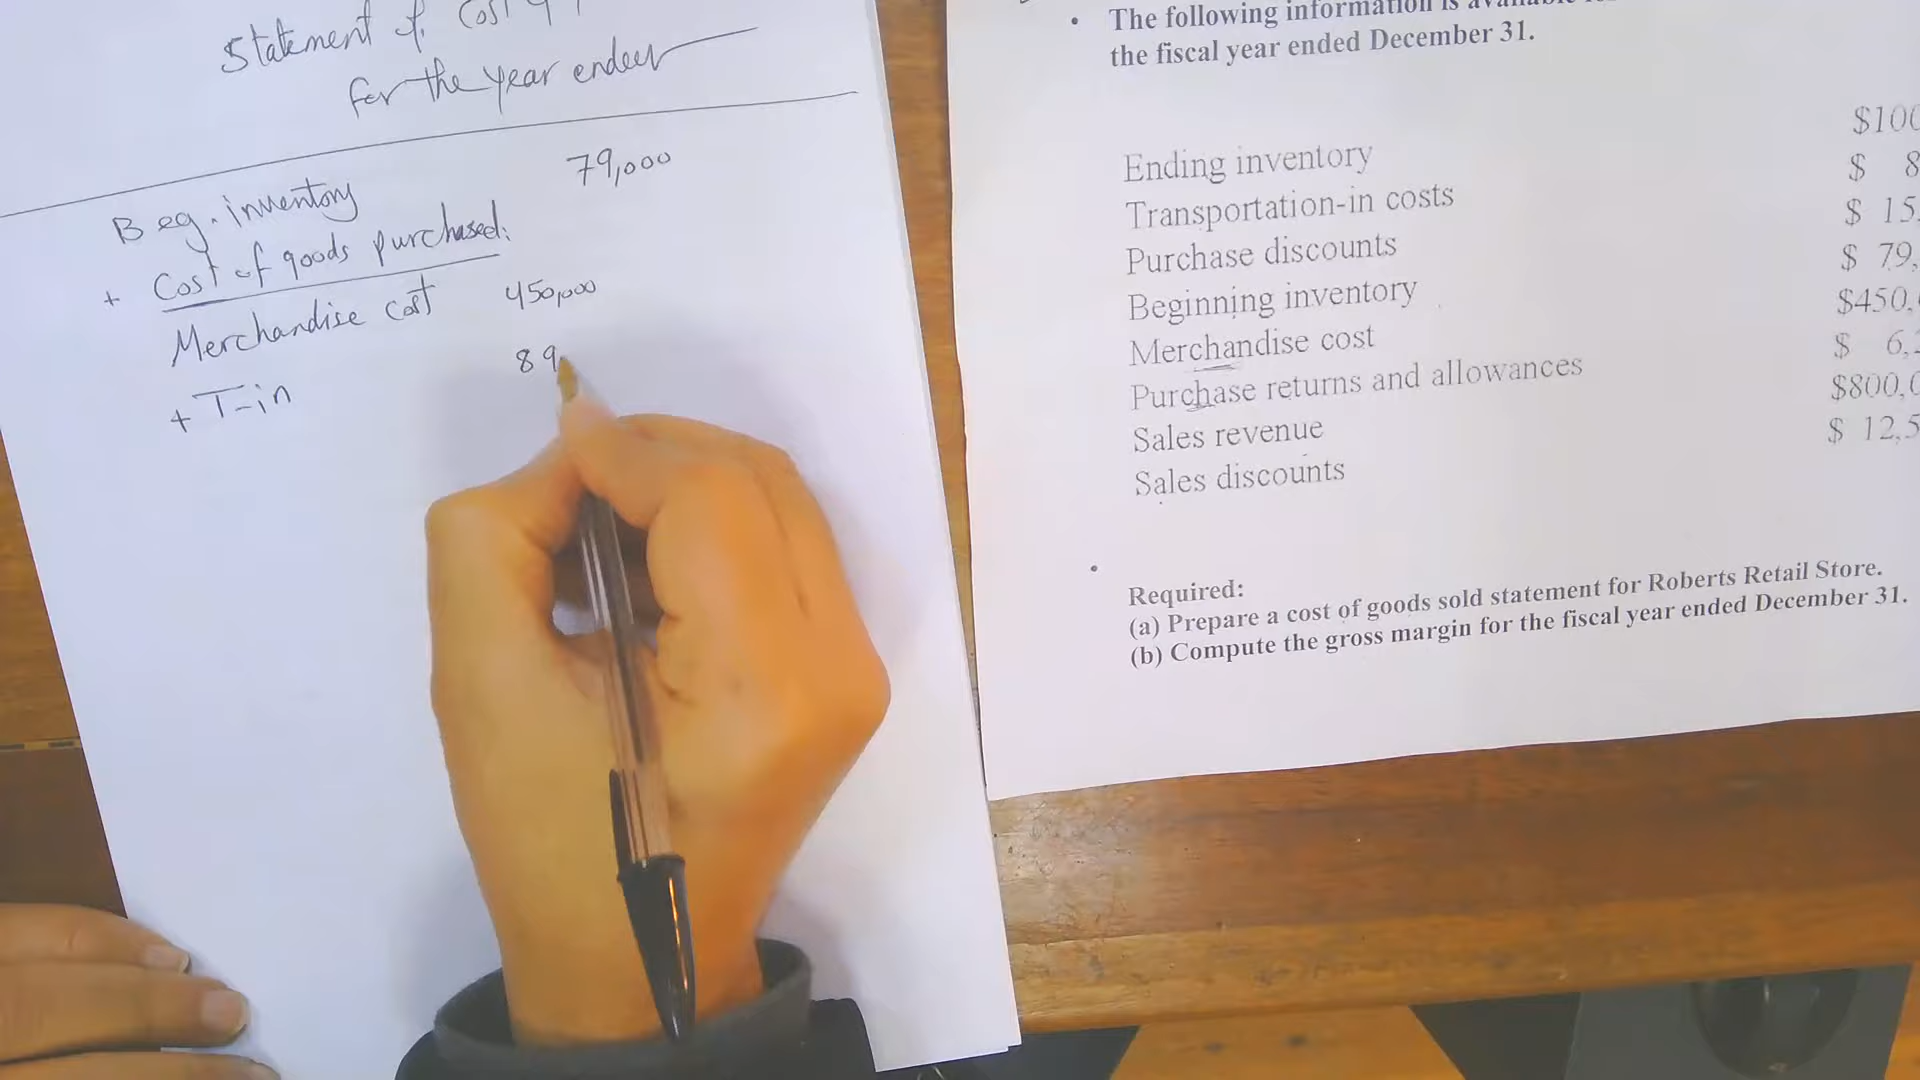 Statement of Cost of
for the year ended
Beg. inventory 79,000
+ Cost of goods purchased:
Merchandise cost 450,000
+ T-in 89
• The following information is
the fiscal year ended December 31.
Ending inventory $100
Transportation-in costs $ 8
Purchase discounts $ 15,
Beginning inventory $ 79,
Merchandise cost $450,
Purchase returns and allowances $ 6,
Sales revenue $800,0
Sales discounts $ 12,5
•
Required:
(a) Prepare a cost of goods sold statement for Roberts Retail Store.
(b) Compute the gross margin for the fiscal year ended December 31.